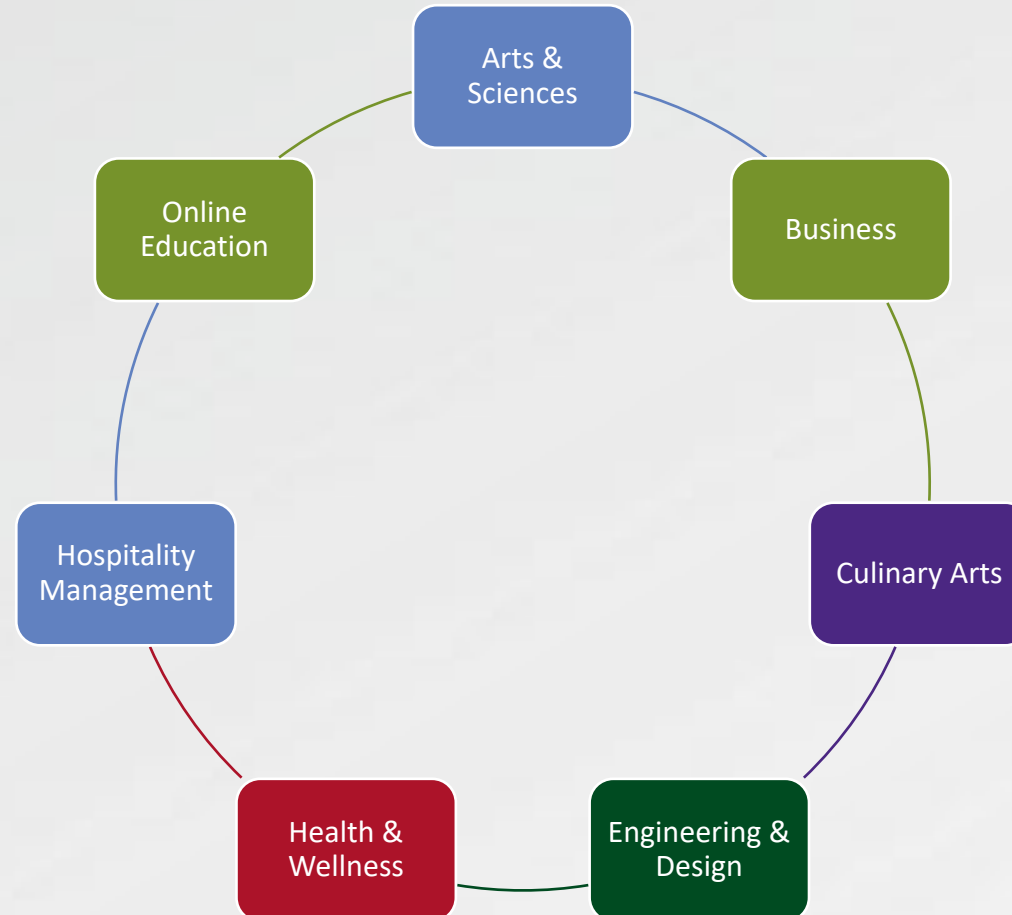 Arts &
Sciences
Business
Culinary Arts
Engineering &
Design
Health &
Wellness
Hospitality
Management
Online
Education